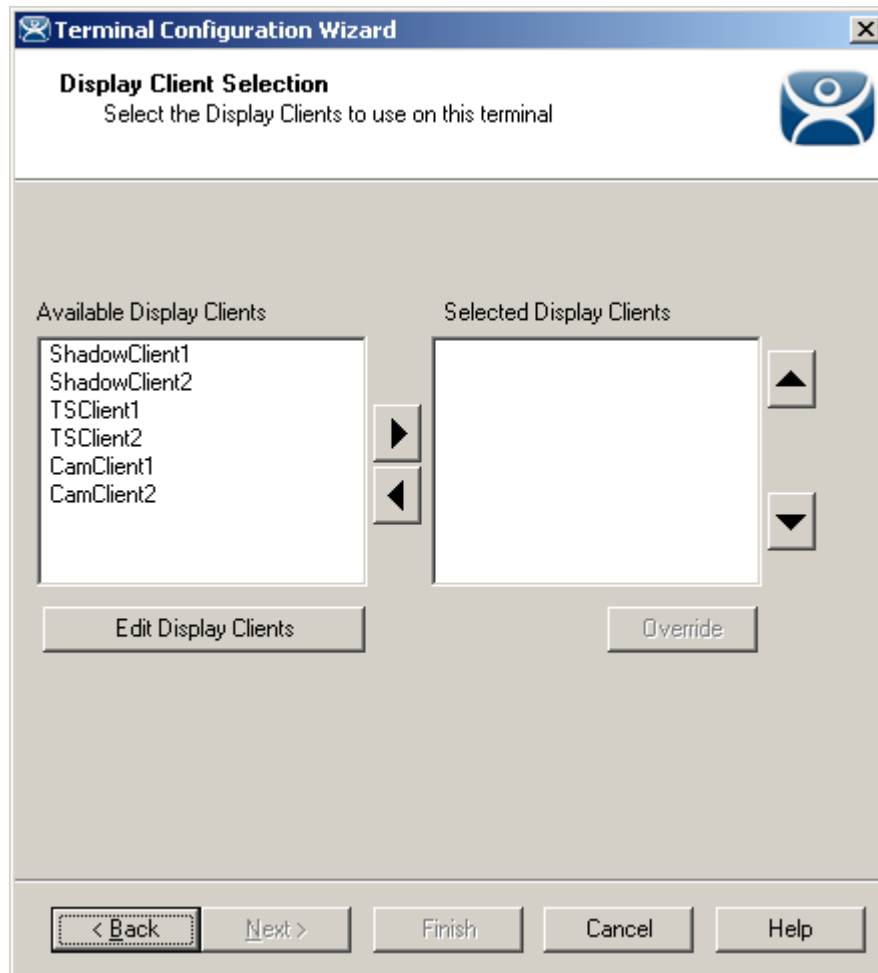 Terminal Configuration Wizard
Display Client Selection
Select the Display Clients to use on this terminal
Available Display Clients
ShadowClient1
ShadowClient2
TSClient1
TSClient2
CamClient1
CamClient2
Selected Display Clients
Edit Display Clients
Override
< Back
Next >
Finish
Cancel
Help